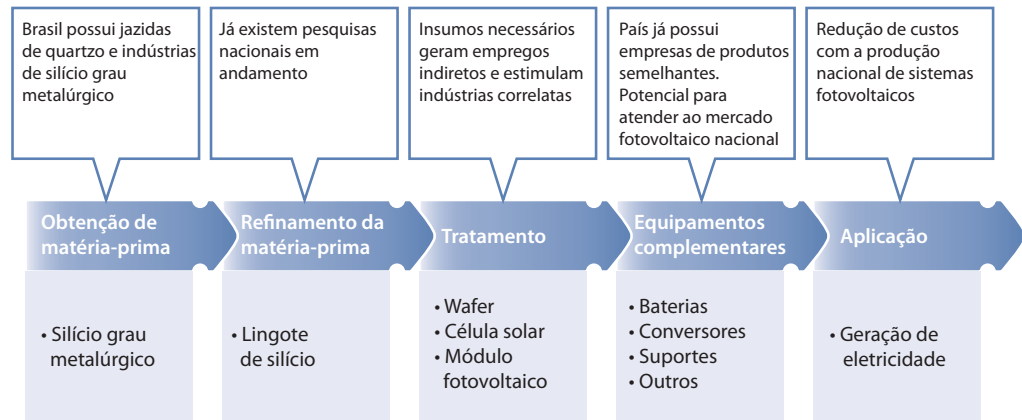 Brasil possui jazidas
de quartzo e indústrias
de silício grau
metalúrgico
Já existem pesquisas
nacionais em
andamento
Insumos necessários
geram empregos
indiretos e estimulam
indústrias correlatas
País já possui
empresas de produtos
semelhantes.
Potencial para
atender ao mercado
fotovoltaico nacional
Redução de custos
com a produção
nacional de sistemas
fotovoltaicos
Obtenção de
matéria-prima
Refinamento da
matéria-prima
Tratamento
Equipamentos
complementares
Aplicação
• Silício grau
metalúrgico
• Lingote
de silício
• Wafer
• Célula solar
• Módulo
fotovoltaico
• Baterias
• Conversores
• Suportes
• Outros
• Geração de
eletricidade